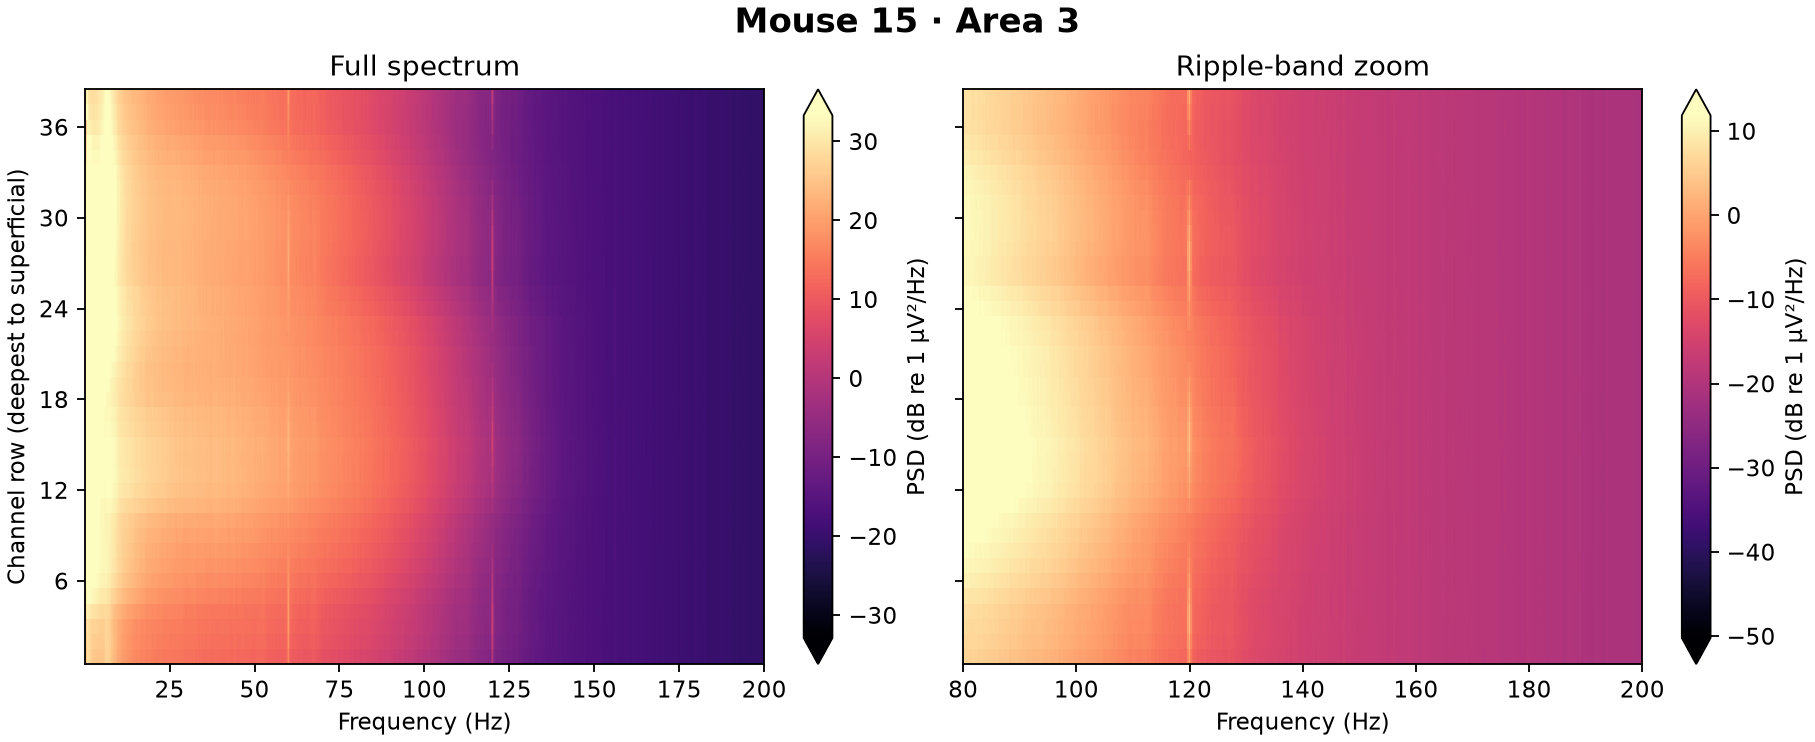 Mouse 15 · Area 3
Full spectrum
Ripple-band zoom
Channel row (deepest to superficial)
36
30
24
18
12
6
25 50 75 100 125 150 175 200
Frequency (Hz)
30
20
10
0
−10
−20
−30
PSD (dB re 1 µV²/Hz)
80 100 120 140 160 180 200
Frequency (Hz)
10
0
−10
−20
−30
−40
−50
PSD (dB re 1 µV²/Hz)